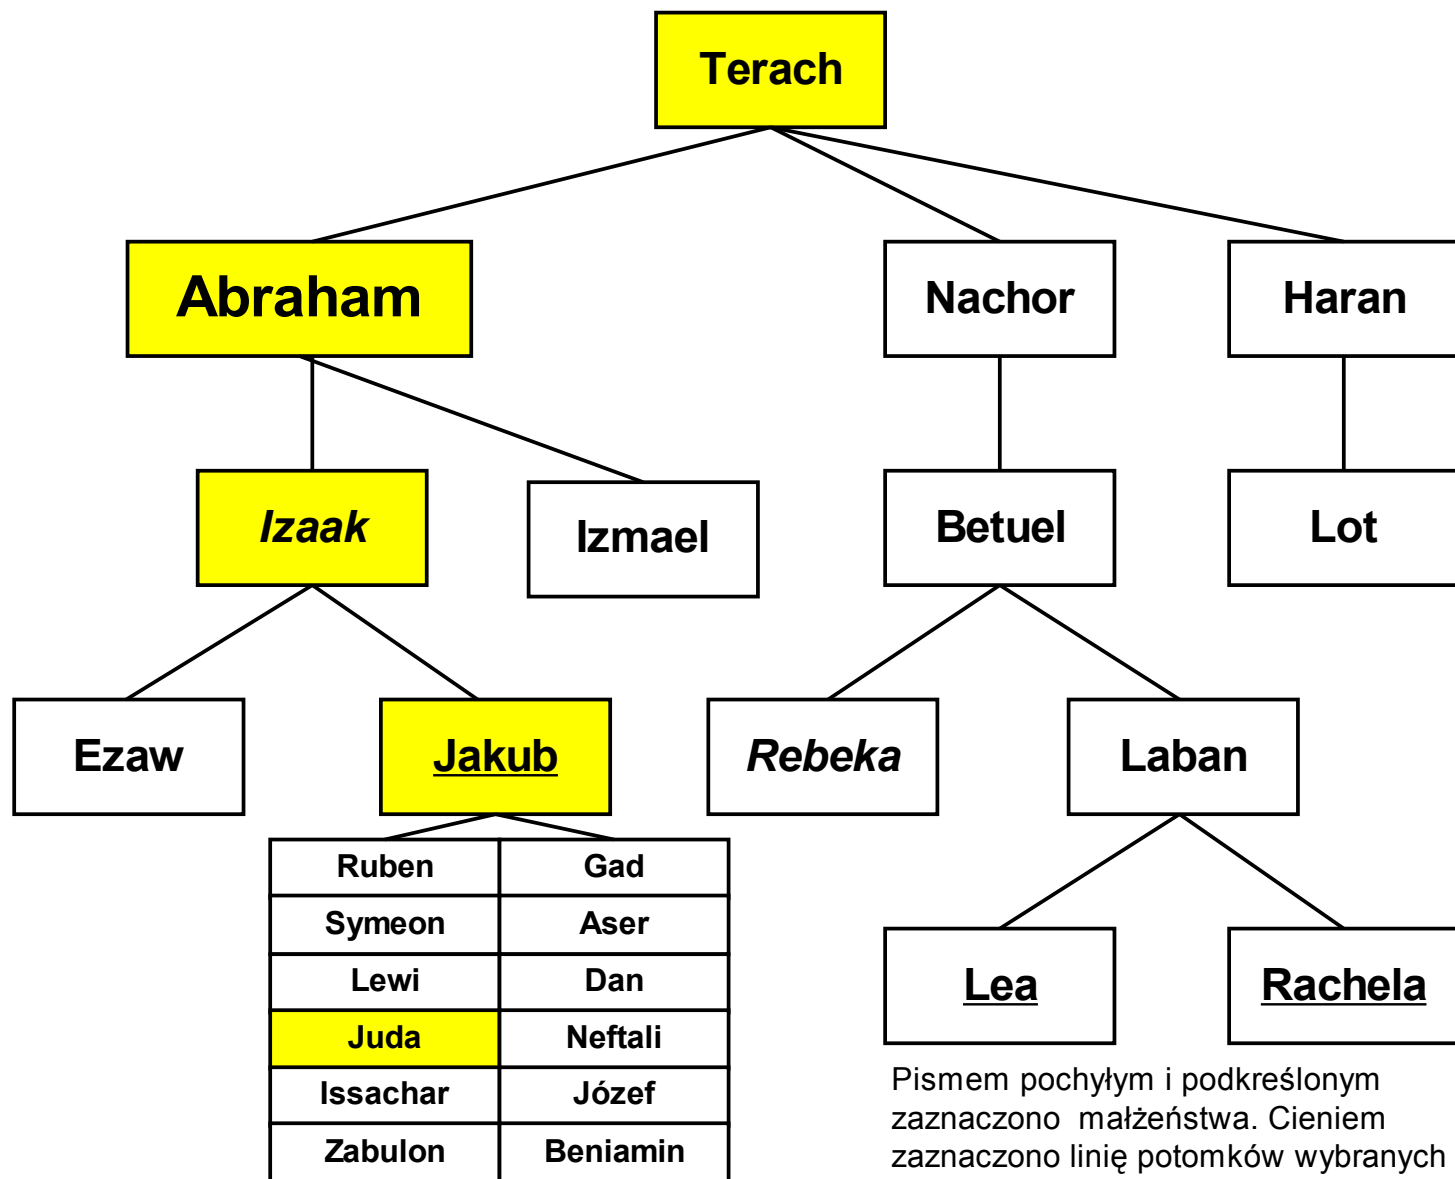 Terach
Abraham
Nachor
Haran
Izaak
Izmael
Betuel
Lot
Ezaw
Jakub
Rebeka
Laban
Ruben Gad
Symeon Aser
Lewi Dan
Juda Neftali
Issachar Józef
Zabulon Beniamin
Lea
Rachela
Pismem pochyłym i podkreślonym
zaznaczono małżeństwa. Cieniem
zaznaczono linię potomków wybranych